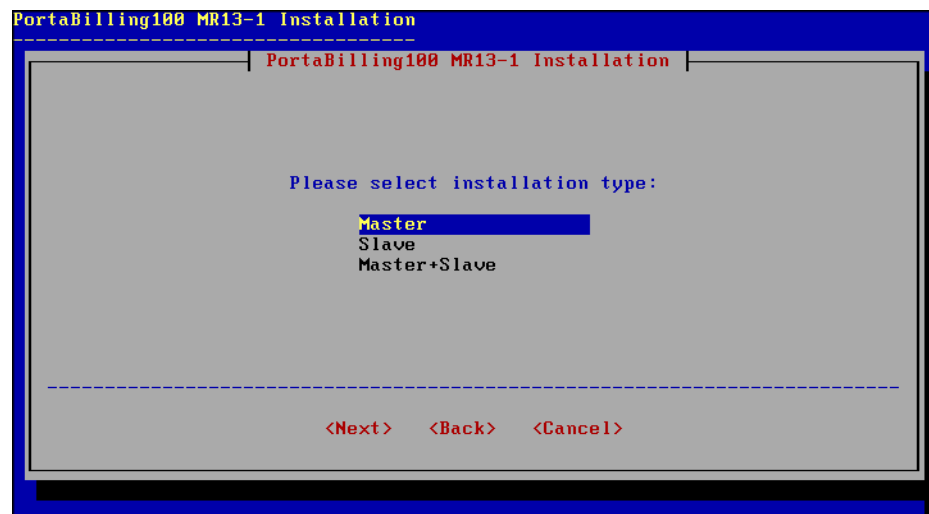 PortaBilling100 MR13-1 Installation
PortaBilling100 MR13-1 Installation
Please select installation type:
Master
Slave
Master+Slave
<Next> <Back> <Cancel>